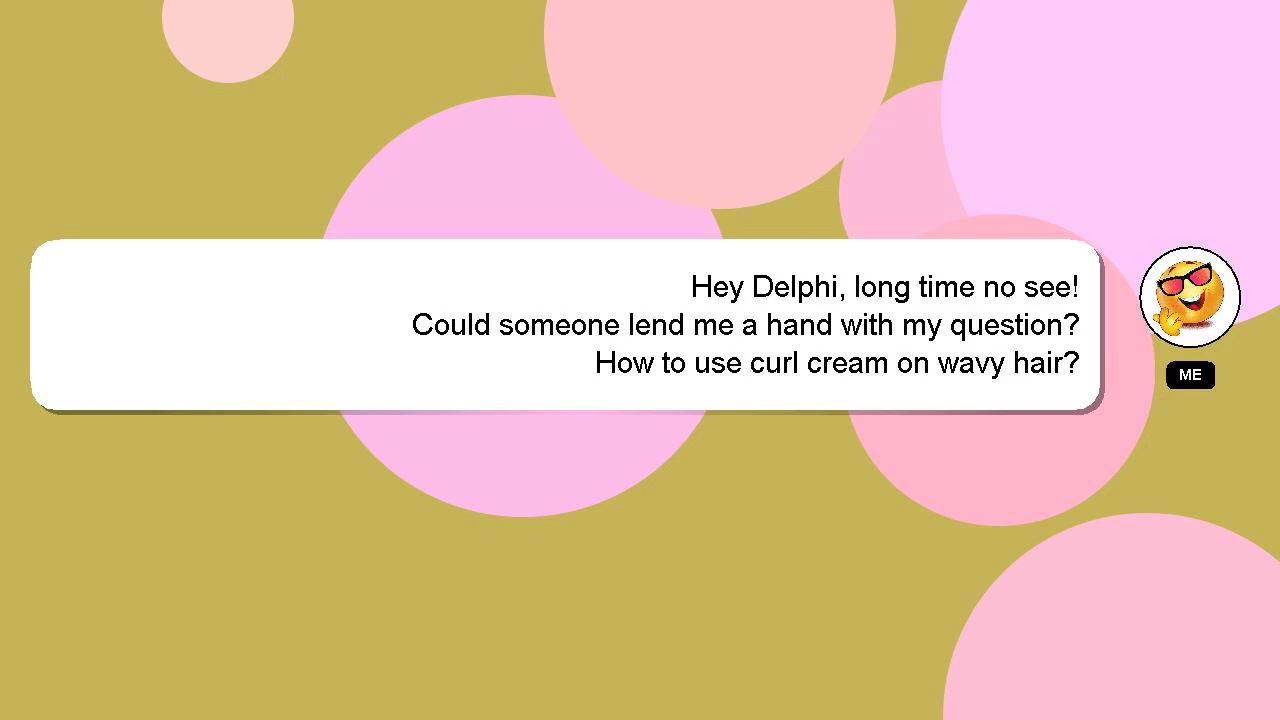 Hey Delphi, long time no see!
Could someone lend me a hand with my question?
How to use curl cream on wavy hair?
ME